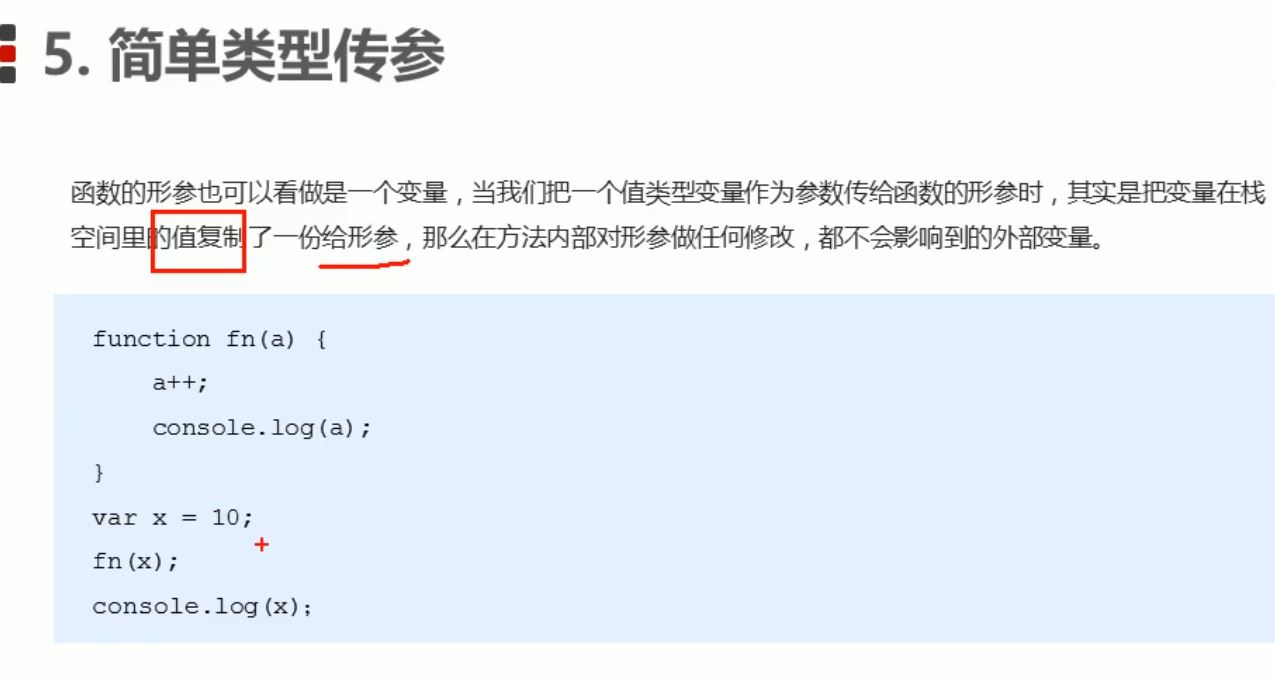 5. 简单类型传参
函数的形参也可以看做是一个变量，当我们把一个值类型变量作为参数传给函数的形参时，其实是把变量在栈
空间里的值复制了一份给形参，那么在方法内部对形参做任何修改，都不会影响到的外部变量。
function fn(a) {
a++;
console.log(a);
}
var x = 10;
fn(x);
console.log(x);